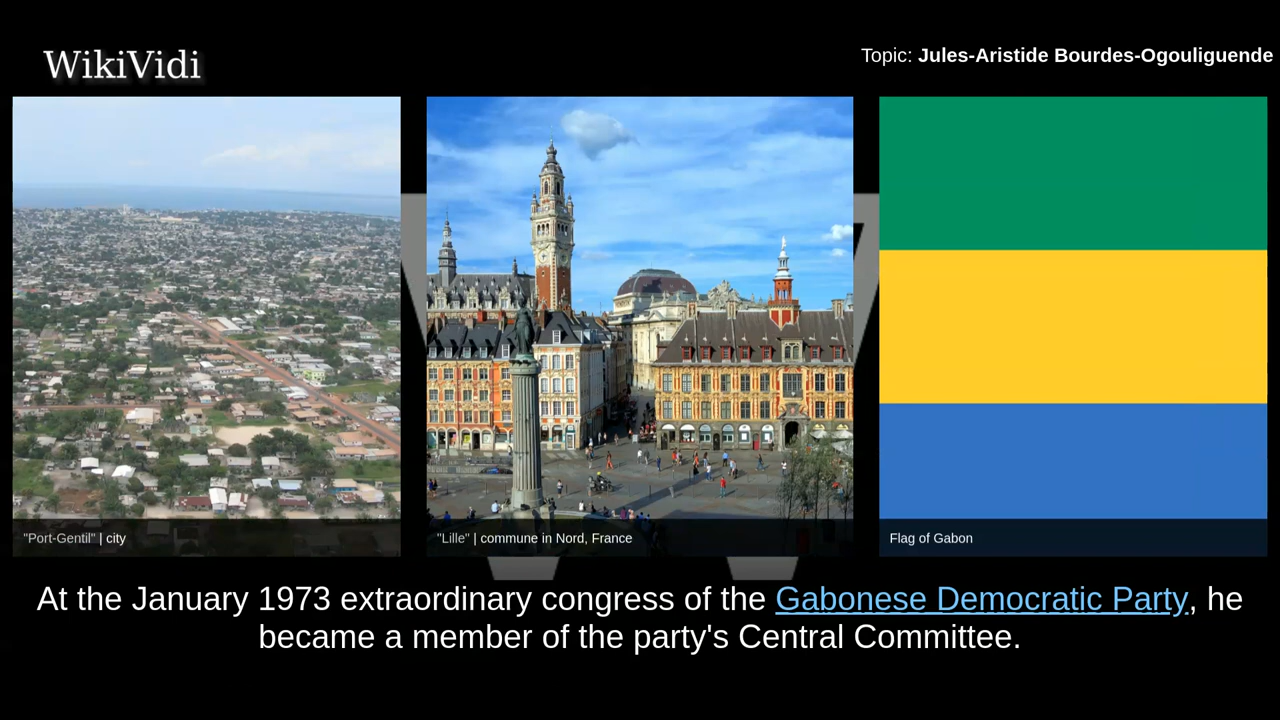 WikiVidi
Topic: Jules-Aristide Bourdes-Ogouliguende
"Port-Gentil" | city
"Lille" | commune in Nord, France
Flag of Gabon
At the January 1973 extraordinary congress of the Gabonese Democratic Party, he
became a member of the party's Central Committee.